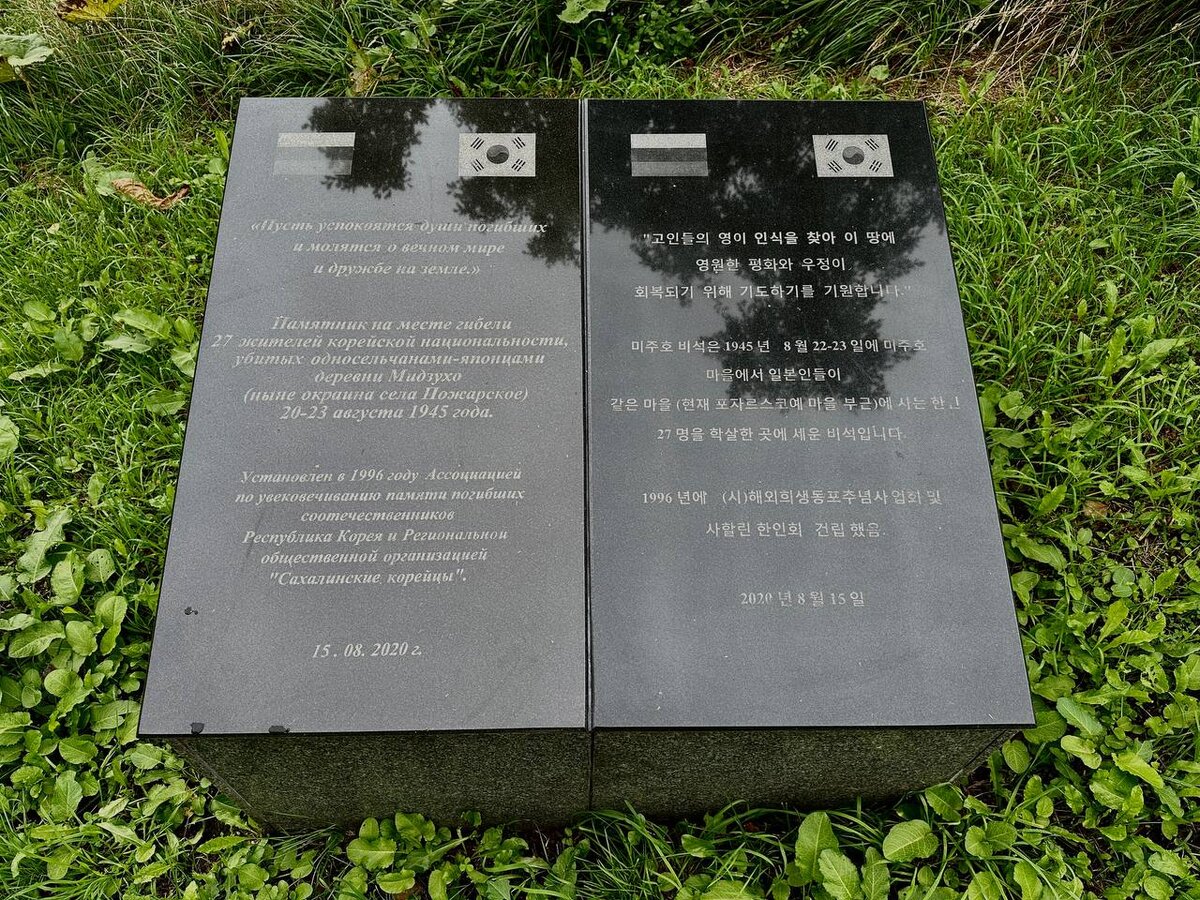 «Пусть успокоятся души погибших
и молятся о вечном мире
и дружбе на земле.»
Памятник на месте гибели
27 жителей корейской национальности,
убитых односельчанами-японцами
деревни Мидзухо
(ныне окраина села Пожарское)
20-23 августа 1945 года.
Установлен в 1996 году Ассоциацией
по увековечиванию памяти погибших
соотечественников
Республика Корея и Региональной
общественной организацией
"Сахалинские корейцы".
15. 08. 2020 г.
"고인들의 영이 인식을 찾아 이 땅에
영원한 평화와 우정이
회복되기 위해 기도하기를 기원합니다."
미주호 비석은 1945 년 8 월 22-23 일에 미주호
마을에서 일본인들이
같은 마을 (현재 포자르스코예 마을 부근)에 시는 한인
27 명을 학살한 곳에 세운 비석입니다.
1996 년에 (시)해외희생동포추념사업회 및
사할린 한인회 건립 했음.
2020 년 8 월 15 일